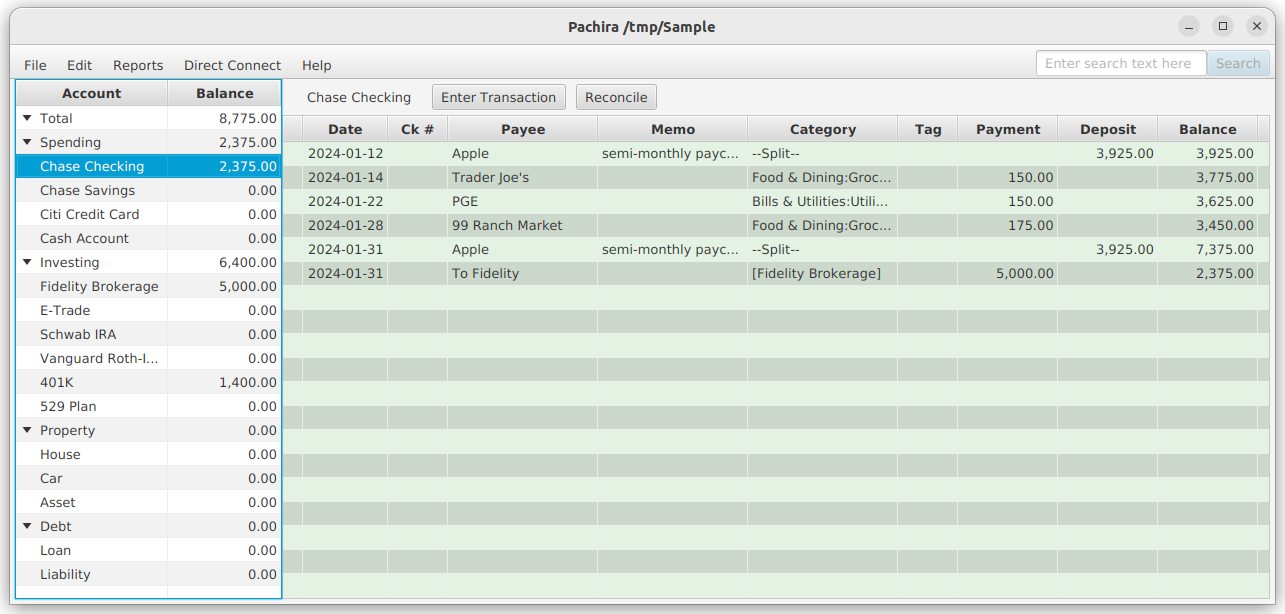 Pachira /tmp/Sample
File Edit Reports Direct Connect Help Enter search text here Search
Account Balance
Total 8,775.00
Spending 2,375.00
Chase Checking 2,375.00
Chase Savings 0.00
Citi Credit Card 0.00
Cash Account 0.00
Investing 6,400.00
Fidelity Brokerage 5,000.00
E-Trade 0.00
Schwab IRA 0.00
Vanguard Roth-I... 0.00
401K 1,400.00
529 Plan 0.00
Property 0.00
House 0.00
Car 0.00
Asset 0.00
Debt 0.00
Loan 0.00
Liability 0.00
Chase Checking Enter Transaction Reconcile
Date Ck # Payee Memo Category Tag Payment Deposit Balance
2024-01-12 Apple semi-monthly payc... --Split-- 3,925.00 3,925.00
2024-01-14 Trader Joe's Food & Dining:Groc... 150.00 3,775.00
2024-01-22 PGE Bills & Utilities:Utili... 150.00 3,625.00
2024-01-28 99 Ranch Market Food & Dining:Groc... 175.00 3,450.00
2024-01-31 Apple semi-monthly payc... --Split-- 3,925.00 7,375.00
2024-01-31 To Fidelity [Fidelity Brokerage] 5,000.00 2,375.00